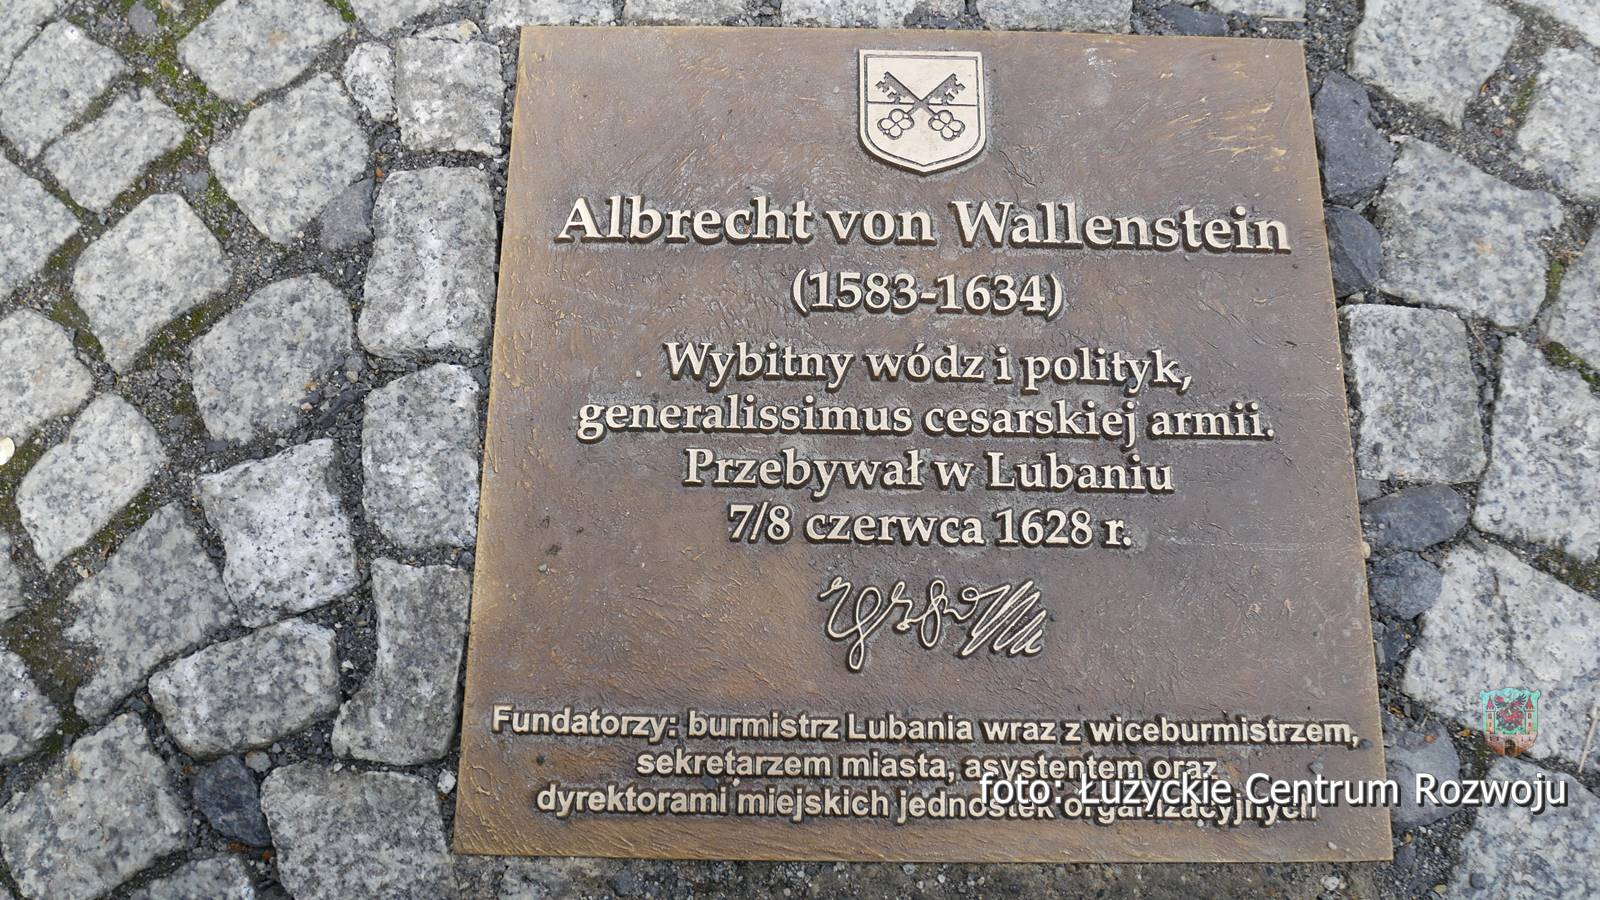 Albrecht von Wallenstein
(1583-1634)
Wybitny wódz i polityk,
generalissimus cesarskiej armii.
Przebywał w Lubaniu
7/8 czerwca 1628 r.
Fundatorzy: burmistrz Lubania wraz z wiceburmistrzem,
sekretarzem miasta, asystentem oraz
dyrektorami miejskich jednostek organizacyjnych
foto: Łużyckie Centrum Rozwoju